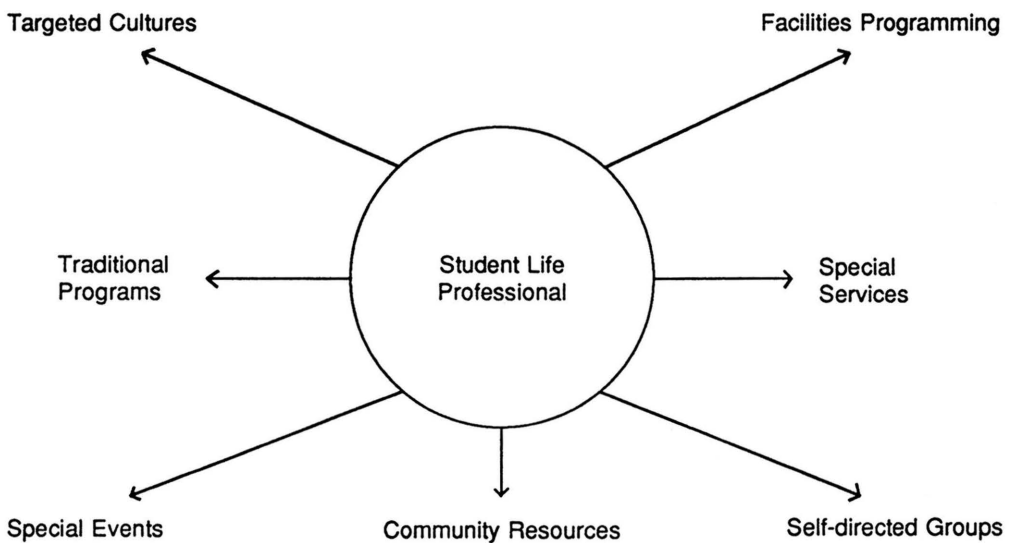 Targeted Cultures
Facilities Programming
Traditional
Programs
Student Life
Professional
Special
Services
Special Events
Community Resources
Self-directed Groups